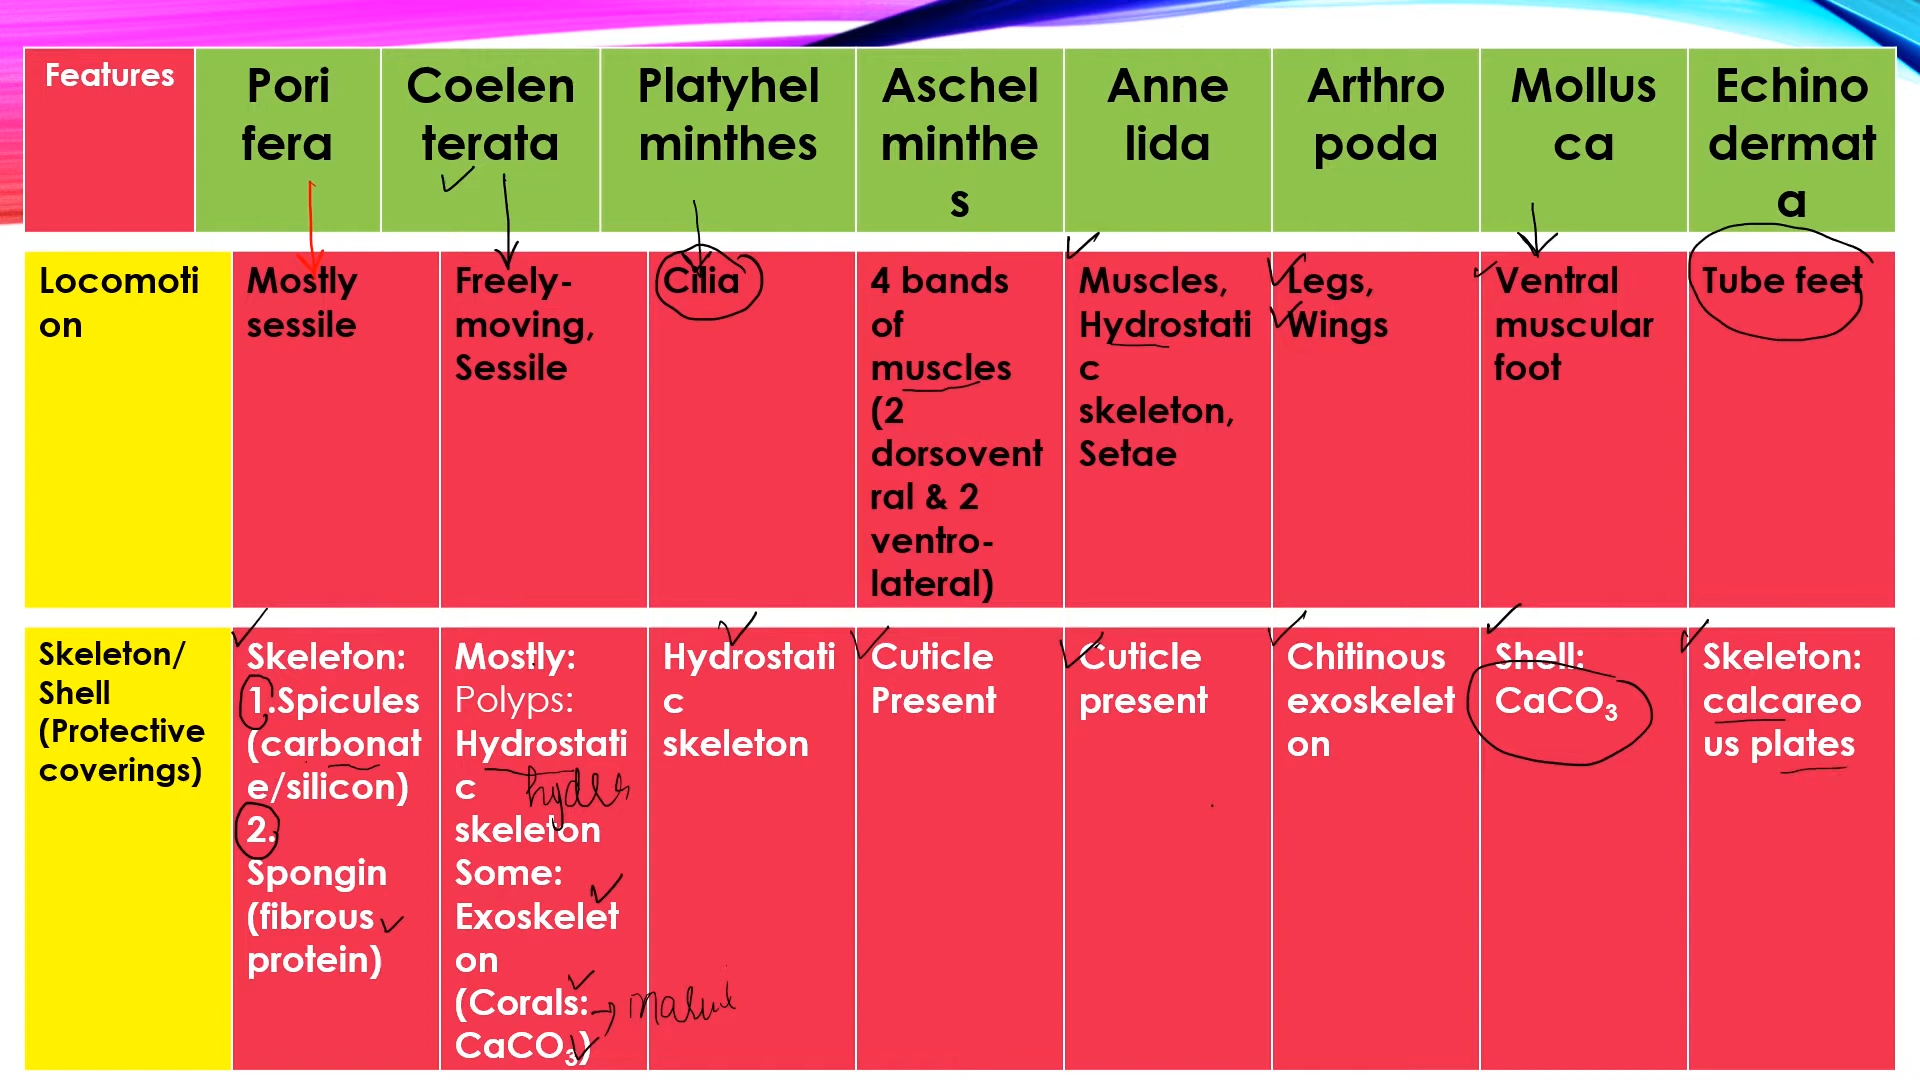 Features
Pori
fera
Coelen
terata
Platyhel
minthes
Aschel
minthe
s
Anne
lida
Arthro
poda
Mollus
ca
Echino
dermat
a
Locomoti
on
Mostly
sessile
Freely-
moving,
Sessile
Cilia
4 bands
of
muscles
(2
dorsovent
ral & 2
ventro-
lateral)
Muscles,
Hydrostati
c
skeleton,
Setae
Legs,
Wings
Ventral
muscular
foot
Tube feet
Skeleton/
Shell
(Protective
coverings)
Skeleton:
1.Spicules
(carbonat
e/silicon)
2.
Spongin
(fibrous
protein)
Mostly:
Polyps:
Hydrostati
c
skeleton
Some:
Exoskelet
on
(Corals:
CaCO₃)
Hydrostati
c
skeleton
Cuticle
Present
Cuticle
present
Chitinous
exoskelet
on
Shell:
CaCO₃
Skeleton:
calcareo
us plates